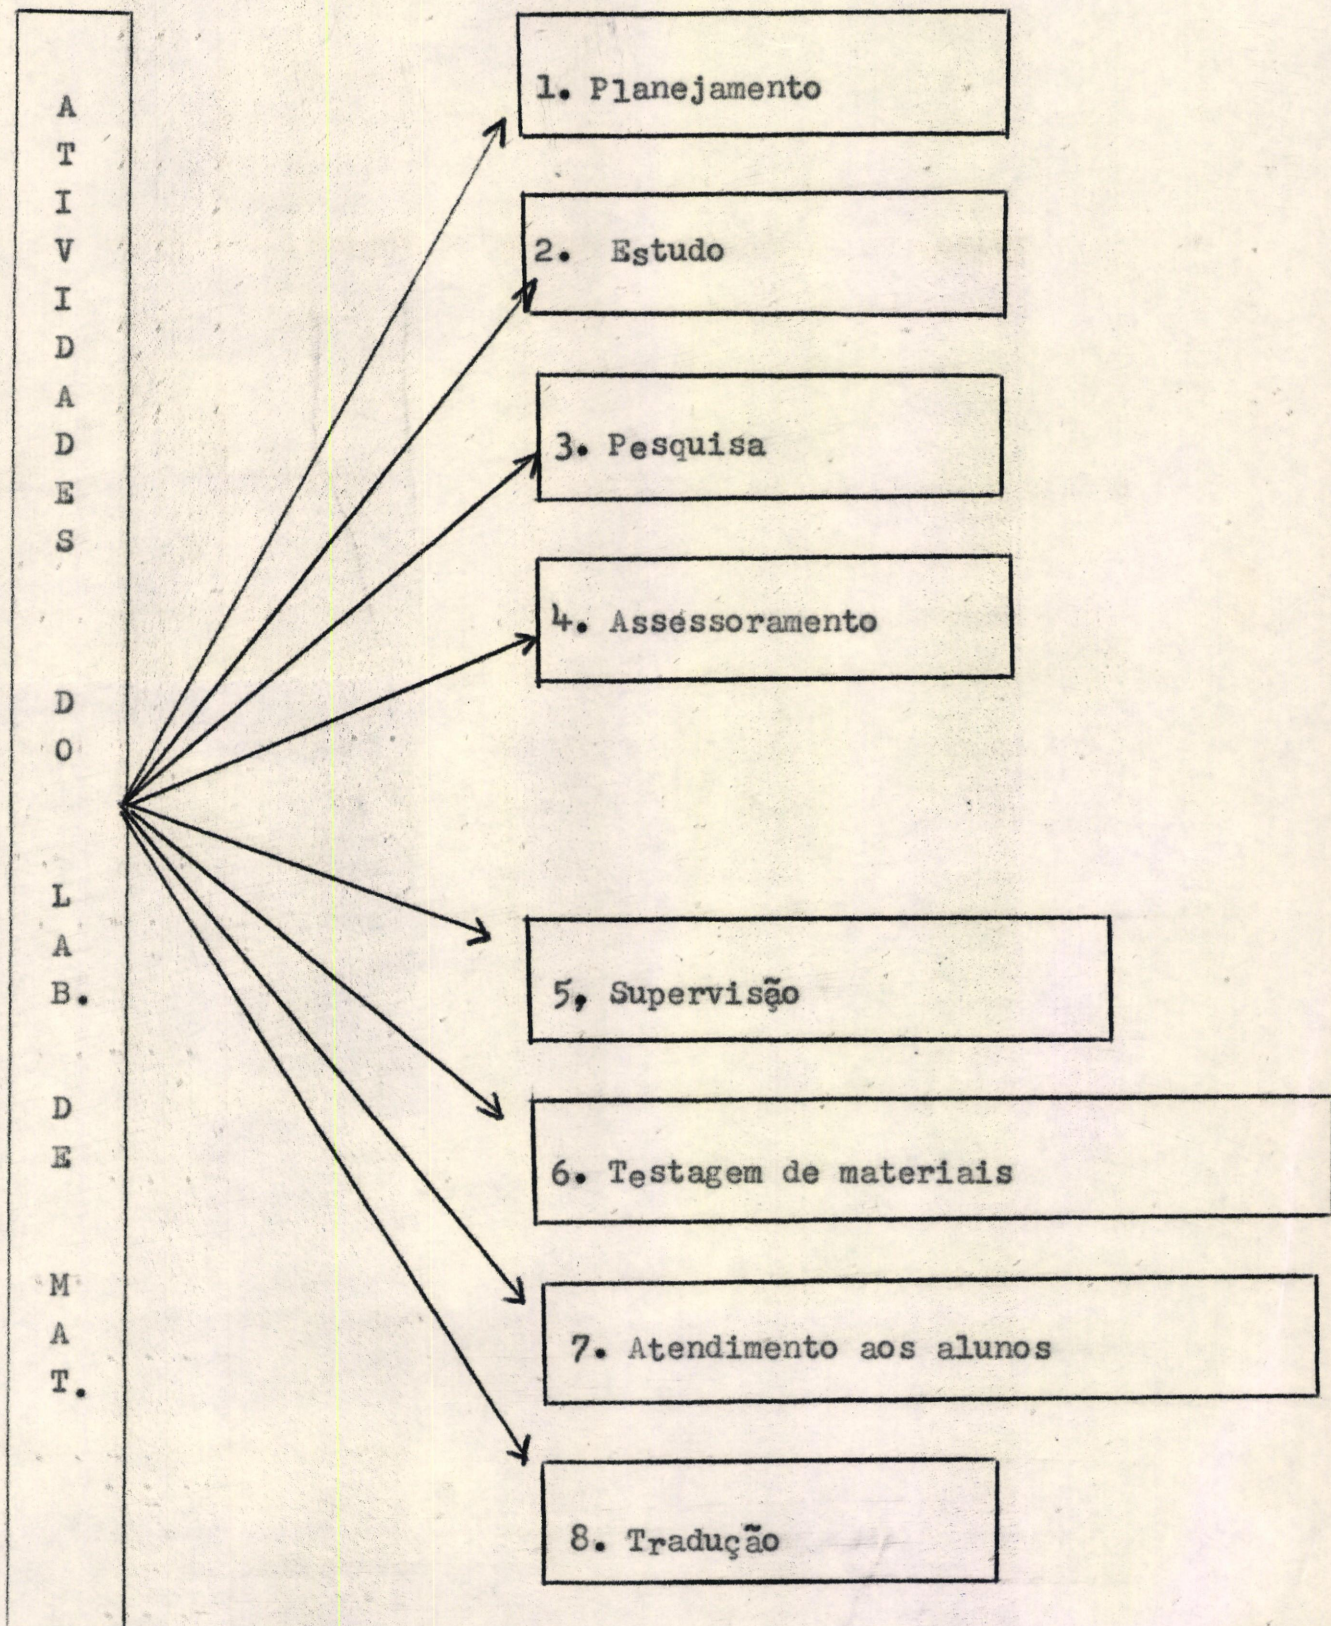 ATIVIDADES DO LAB. DE MAT.
1. Planejamento
2. Estudo
3. Pesquisa
4. Assessoramento
5, Supervisão
6. Testagem de materiais
7. Atendimento aos alunos
8. Tradução